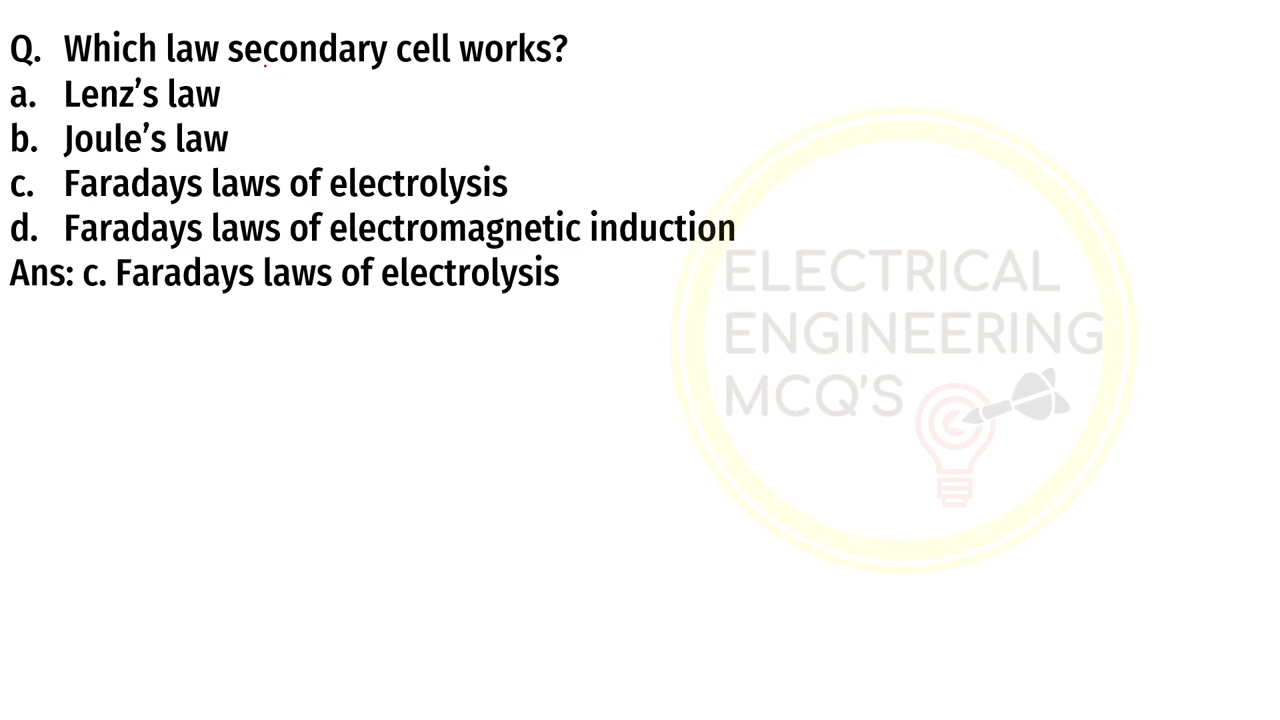 Q. Which law secondary cell works?
a. Lenz’s law
b. Joule’s law
c. Faradays laws of electrolysis
d. Faradays laws of electromagnetic induction
Ans: c. Faradays laws of electrolysis
ELECTRICAL
ENGINEERING
MCQ’S